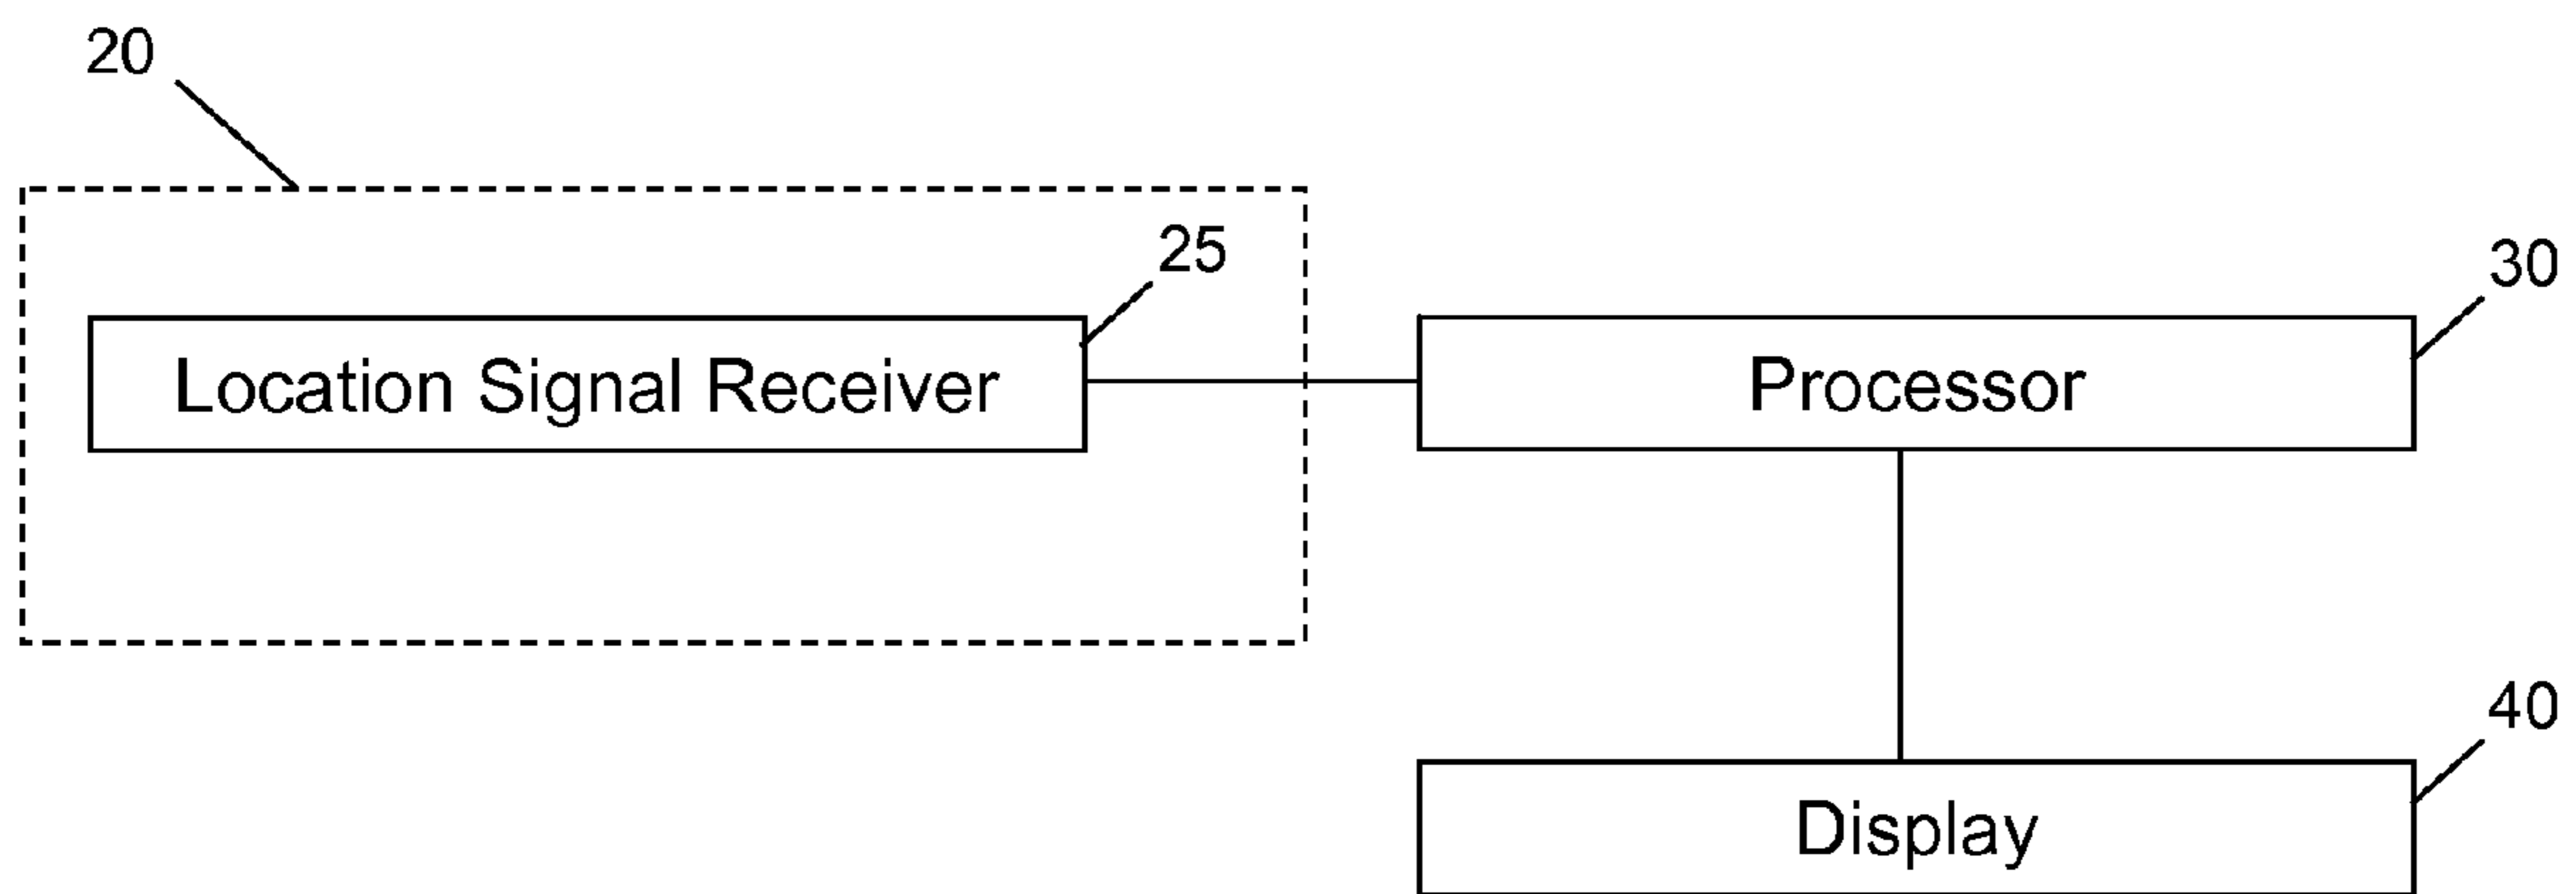 20
25
30
Location Signal Receiver
Processor
40
Display